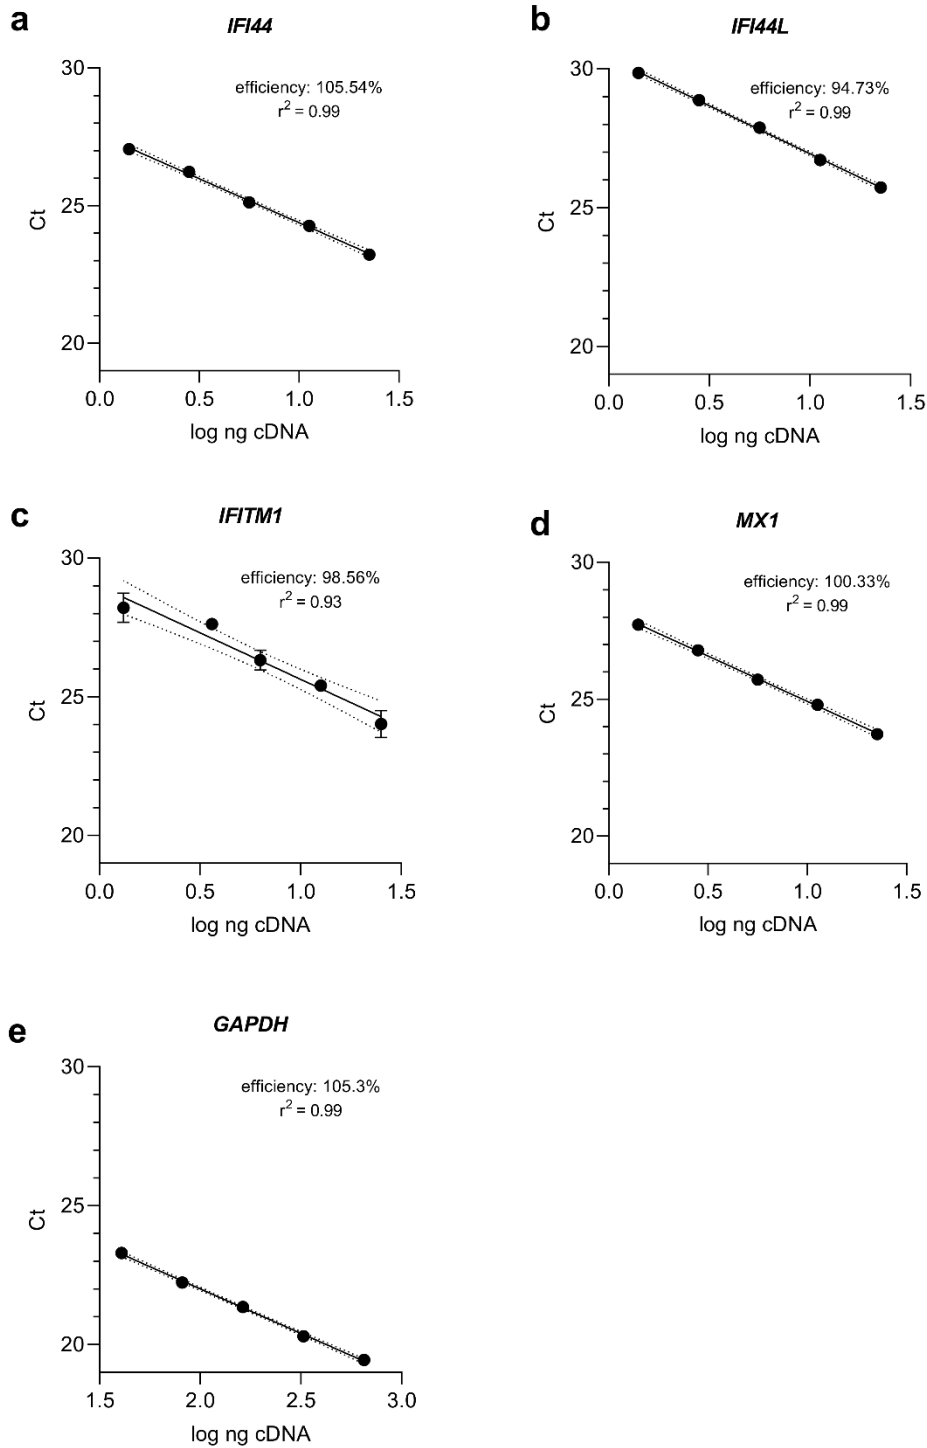 a
IFI44
efficiency: 105.54%
r² = 0.99
30
25
20
Ct
0.0 0.5 1.0 1.5
log ng cDNA
b
IFI44L
efficiency: 94.73%
r² = 0.99
30
25
20
Ct
0.0 0.5 1.0 1.5
log ng cDNA
c
IFITM1
efficiency: 98.56%
r² = 0.93
30
25
20
Ct
0.0 0.5 1.0 1.5
log ng cDNA
d
MX1
efficiency: 100.33%
r² = 0.99
30
25
20
Ct
0.0 0.5 1.0 1.5
log ng cDNA
e
GAPDH
efficiency: 105.3%
r² = 0.99
30
25
20
Ct
1.5 2.0 2.5 3.0
log ng cDNA